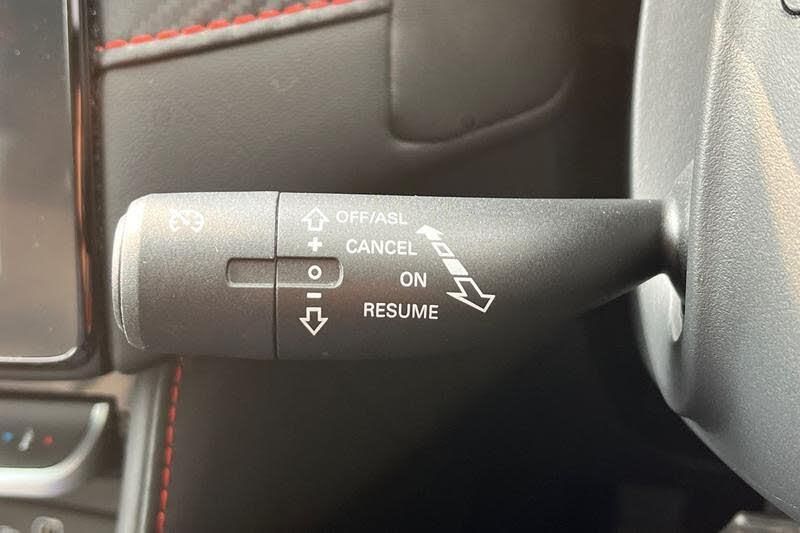 OFF/ASL
+ CANCEL
O ON
− RESUME